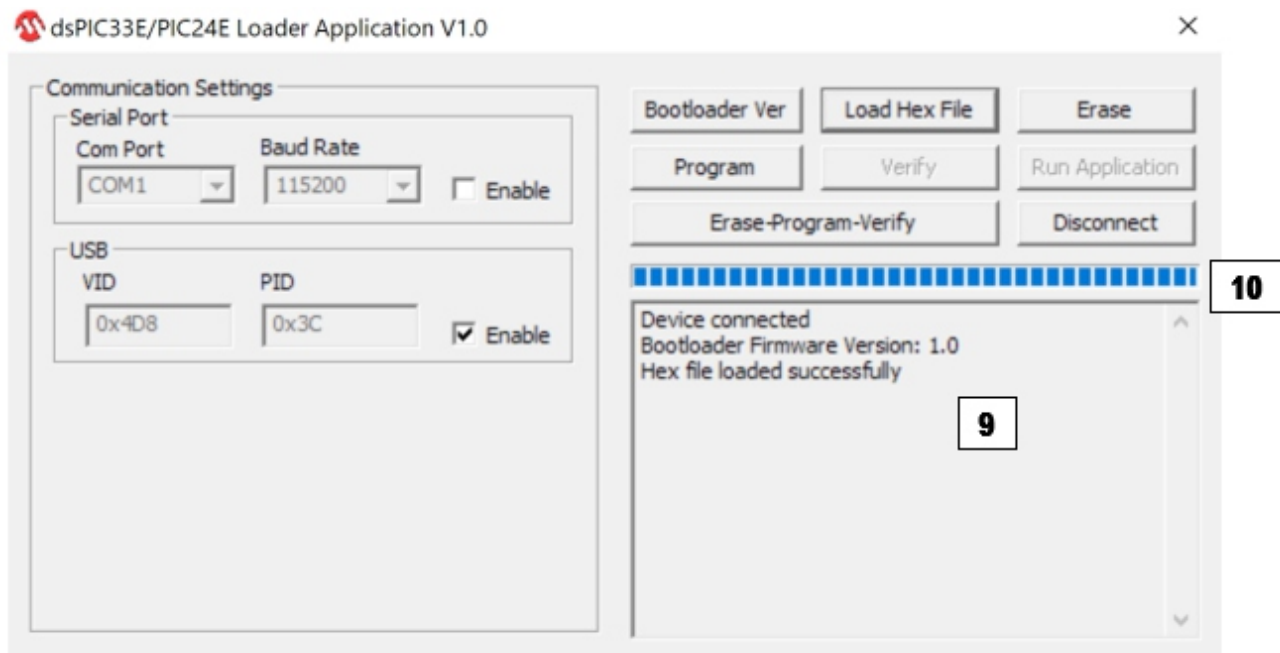 dsPIC33E/PIC24E Loader Application V1.0
Communication Settings
Serial Port
Com Port Baud Rate
COM1 115200 Enable
USB
VID PID
0x4D8 0x3C Enable
Bootloader Ver Load Hex File Erase
Program Verify Run Application
Erase-Program-Verify Disconnect
10
Device connected
Bootloader Firmware Version: 1.0
Hex file loaded successfully
9